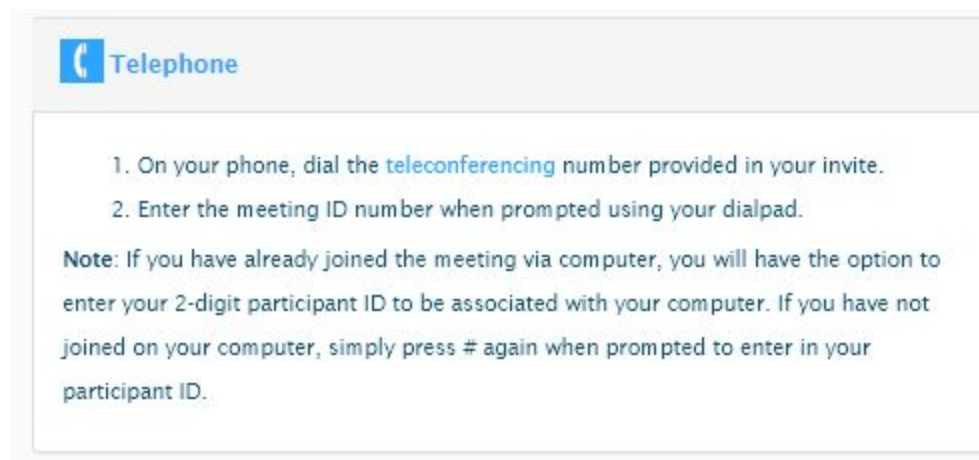 Telephone
1. On your phone, dial the teleconferencing number provided in your invite.
2. Enter the meeting ID number when prompted using your dialpad.
Note: If you have already joined the meeting via computer, you will have the option to
enter your 2-digit participant ID to be associated with your computer. If you have not
joined on your computer, simply press # again when prompted to enter in your
participant ID.